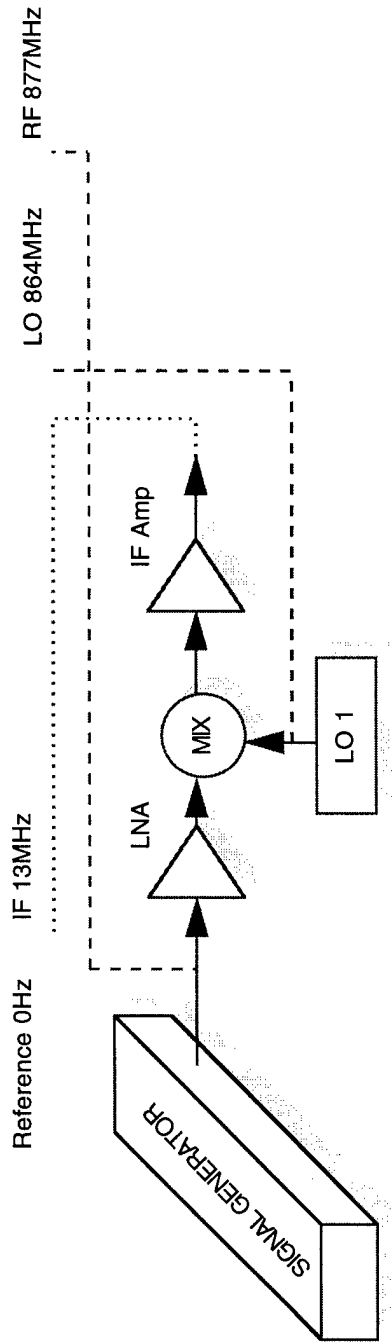 Reference 0Hz
IF 13MHz
LO 864MHz
RF 877MHz
SIGNAL GENERATOR
LNA
MIX
IF Amp
LO 1